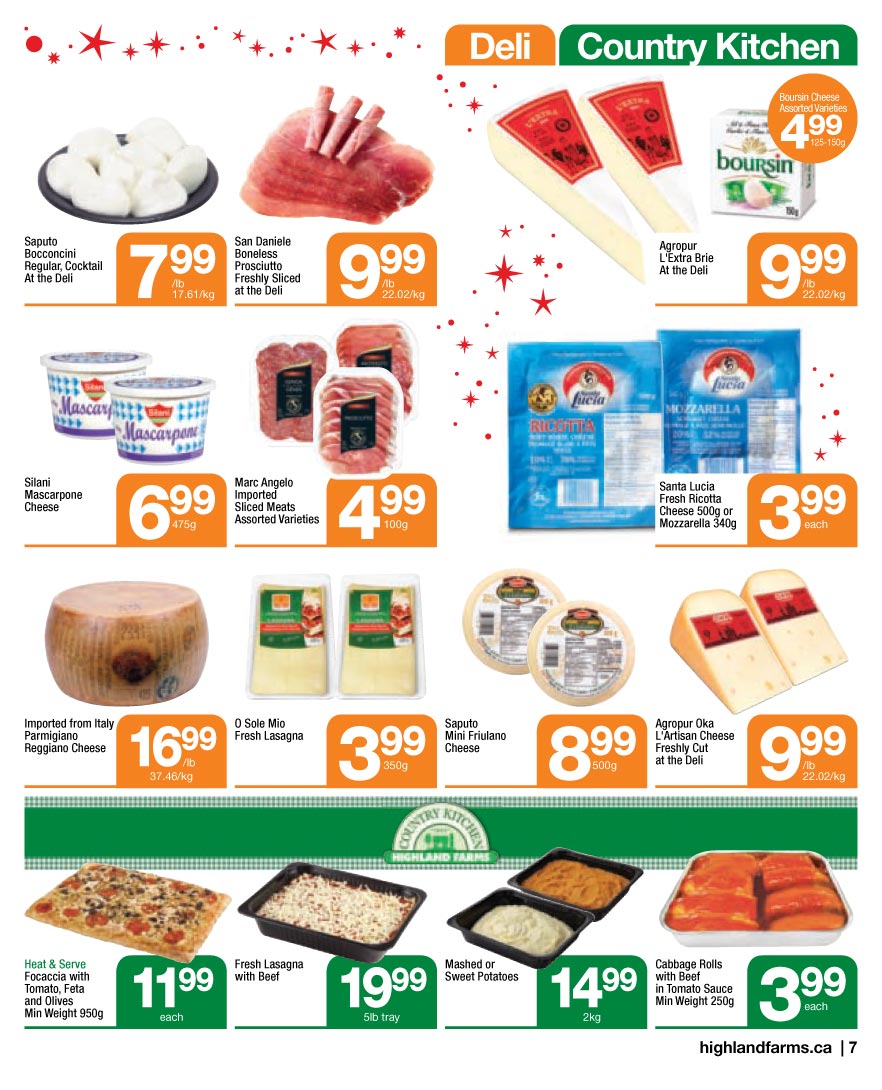 Deli
Country Kitchen
Boursin Cheese
Assorted Varieties
4.99
125-150g
L'EXTRA
boursin
150g
Saputo
Bocconcini
Regular, Cocktail
At the Deli
7.99
/lb
17.61/kg
San Daniele
Boneless
Prosciutto
Freshly Sliced
at the Deli
9.99
/lb
22.02/kg
Agropur
L'Extra Brie
At the Deli
9.99
/lb
22.02/kg
Silani
Mascarpone
Silani
Mascarpone
Cheese
6.99
475g
Marc Angelo
Imported
Sliced Meats
Assorted Varieties
4.99
100g
Santa
Lucia
RICOTTA
Santa
Lucia
MOZZARELLA
Santa Lucia
Fresh Ricotta
Cheese 500g or
Mozzarella 340g
3.99
each
Imported from Italy
Parmigiano
Reggiano Cheese
16.99
/lb
37.46/kg
LASAGNA
O Sole Mio
Fresh Lasagna
3.99
350g
Saputo
Mini Friulano
Cheese
8.99
500g
Agropur Oka
L'Artisan Cheese
Freshly Cut
at the Deli
9.99
/lb
22.02/kg
COUNTRY KITCHEN
HIGHLAND FARMS
Heat & Serve
Focaccia with
Tomato, Feta
and Olives
Min Weight 950g
11.99
each
Fresh Lasagna
with Beef
19.99
5lb tray
Mashed or
Sweet Potatoes
14.99
2kg
Cabbage Rolls
with Beef
in Tomato Sauce
Min Weight 250g
3.99
each
highlandfarms.ca | 7